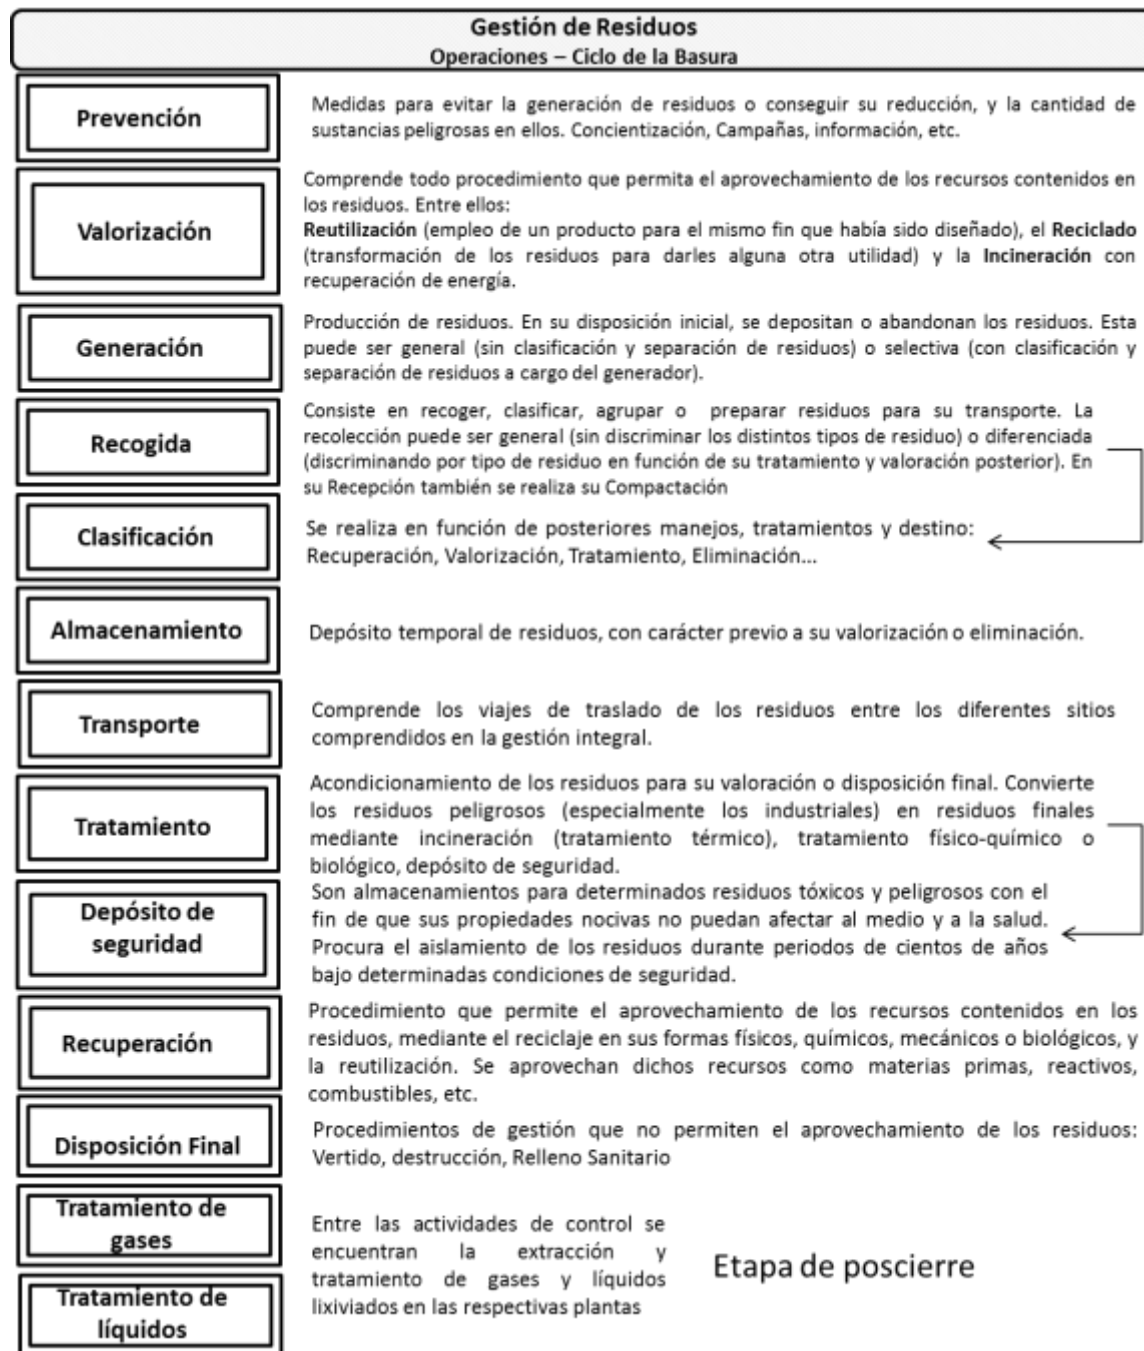 Gestión de Residuos
Operaciones – Ciclo de la Basura
Prevención
Medidas para evitar la generación de residuos o conseguir su reducción, y la cantidad de
sustancias peligrosas en ellos. Concientización, Campañas, información, etc.
Valorización
Comprende todo procedimiento que permita el aprovechamiento de los recursos contenidos en
los residuos. Entre ellos:
Reutilización (empleo de un producto para el mismo fin que había sido diseñado), el Reciclado
(transformación de los residuos para darles alguna otra utilidad) y la Incineración con
recuperación de energía.
Generación
Producción de residuos. En su disposición inicial, se depositan o abandonan los residuos. Esta
puede ser general (sin clasificación y separación de residuos) o selectiva (con clasificación y
separación de residuos a cargo del generador).
Recogida
Consiste en recoger, clasificar, agrupar o preparar residuos para su transporte. La
recolección puede ser general (sin discriminar los distintos tipos de residuo) o diferenciada
(discriminando por tipo de residuo en función de su tratamiento y valoración posterior). En
su Recepción también se realiza su Compactación
Clasificación
Se realiza en función de posteriores manejos, tratamientos y destino:
Recuperación, Valorización, Tratamiento, Eliminación...
Almacenamiento
Depósito temporal de residuos, con carácter previo a su valorización o eliminación.
Transporte
Comprende los viajes de traslado de los residuos entre los diferentes sitios
comprendidos en la gestión integral.
Tratamiento
Acondicionamiento de los residuos para su valoración o disposición final. Convierte
los residuos peligrosos (especialmente los industriales) en residuos finales
mediante incineración (tratamiento térmico), tratamiento físico-químico o
biológico, depósito de seguridad.
Depósito de
seguridad
Son almacenamientos para determinados residuos tóxicos y peligrosos con el
fin de que sus propiedades nocivas no puedan afectar al medio y a la salud.
Procura el aislamiento de los residuos durante periodos de cientos de años
bajo determinadas condiciones de seguridad.
Recuperación
Procedimiento que permite el aprovechamiento de los recursos contenidos en los
residuos, mediante el reciclaje en sus formas físicos, químicos, mecánicos o biológicos, y
la reutilización. Se aprovechan dichos recursos como materias primas, reactivos,
combustibles, etc.
Disposición Final
Procedimientos de gestión que no permiten el aprovechamiento de los residuos:
Vertido, destrucción, Relleno Sanitario
Tratamiento de
gases
Tratamiento de
líquidos
Entre las actividades de control se
encuentran la extracción y
tratamiento de gases y líquidos
lixiviados en las respectivas plantas
Etapa de poscierre